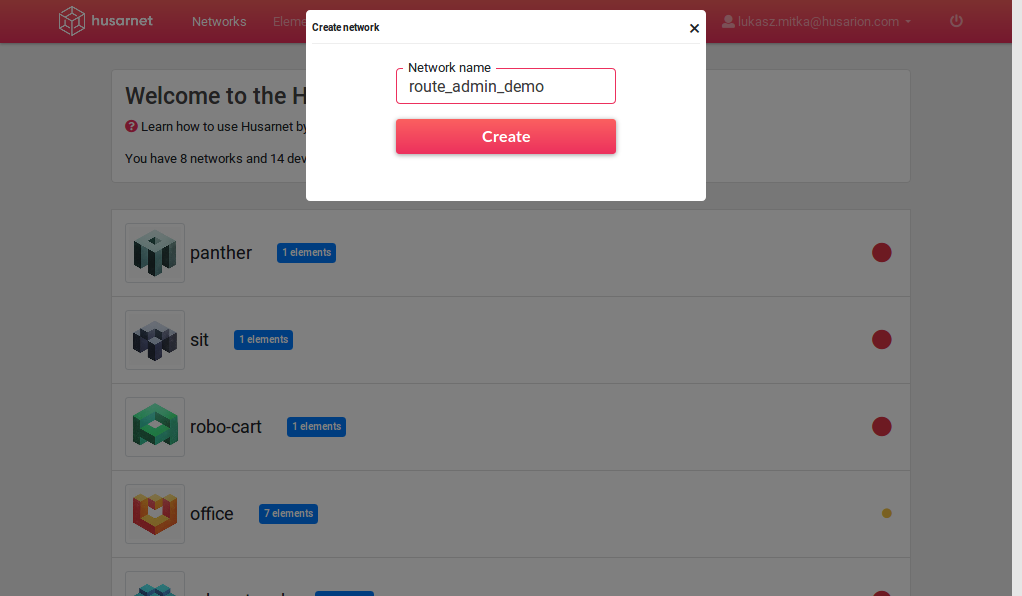 husarnet Networks Eleme lukasz.mitka@husarion.com
Create network ×
Network name
route_admin_demo
Create
Welcome to the H
? Learn how to use Husarnet by
You have 8 networks and 14 dev
panther 1 elements
sit 1 elements
robo-cart 1 elements
office 7 elements